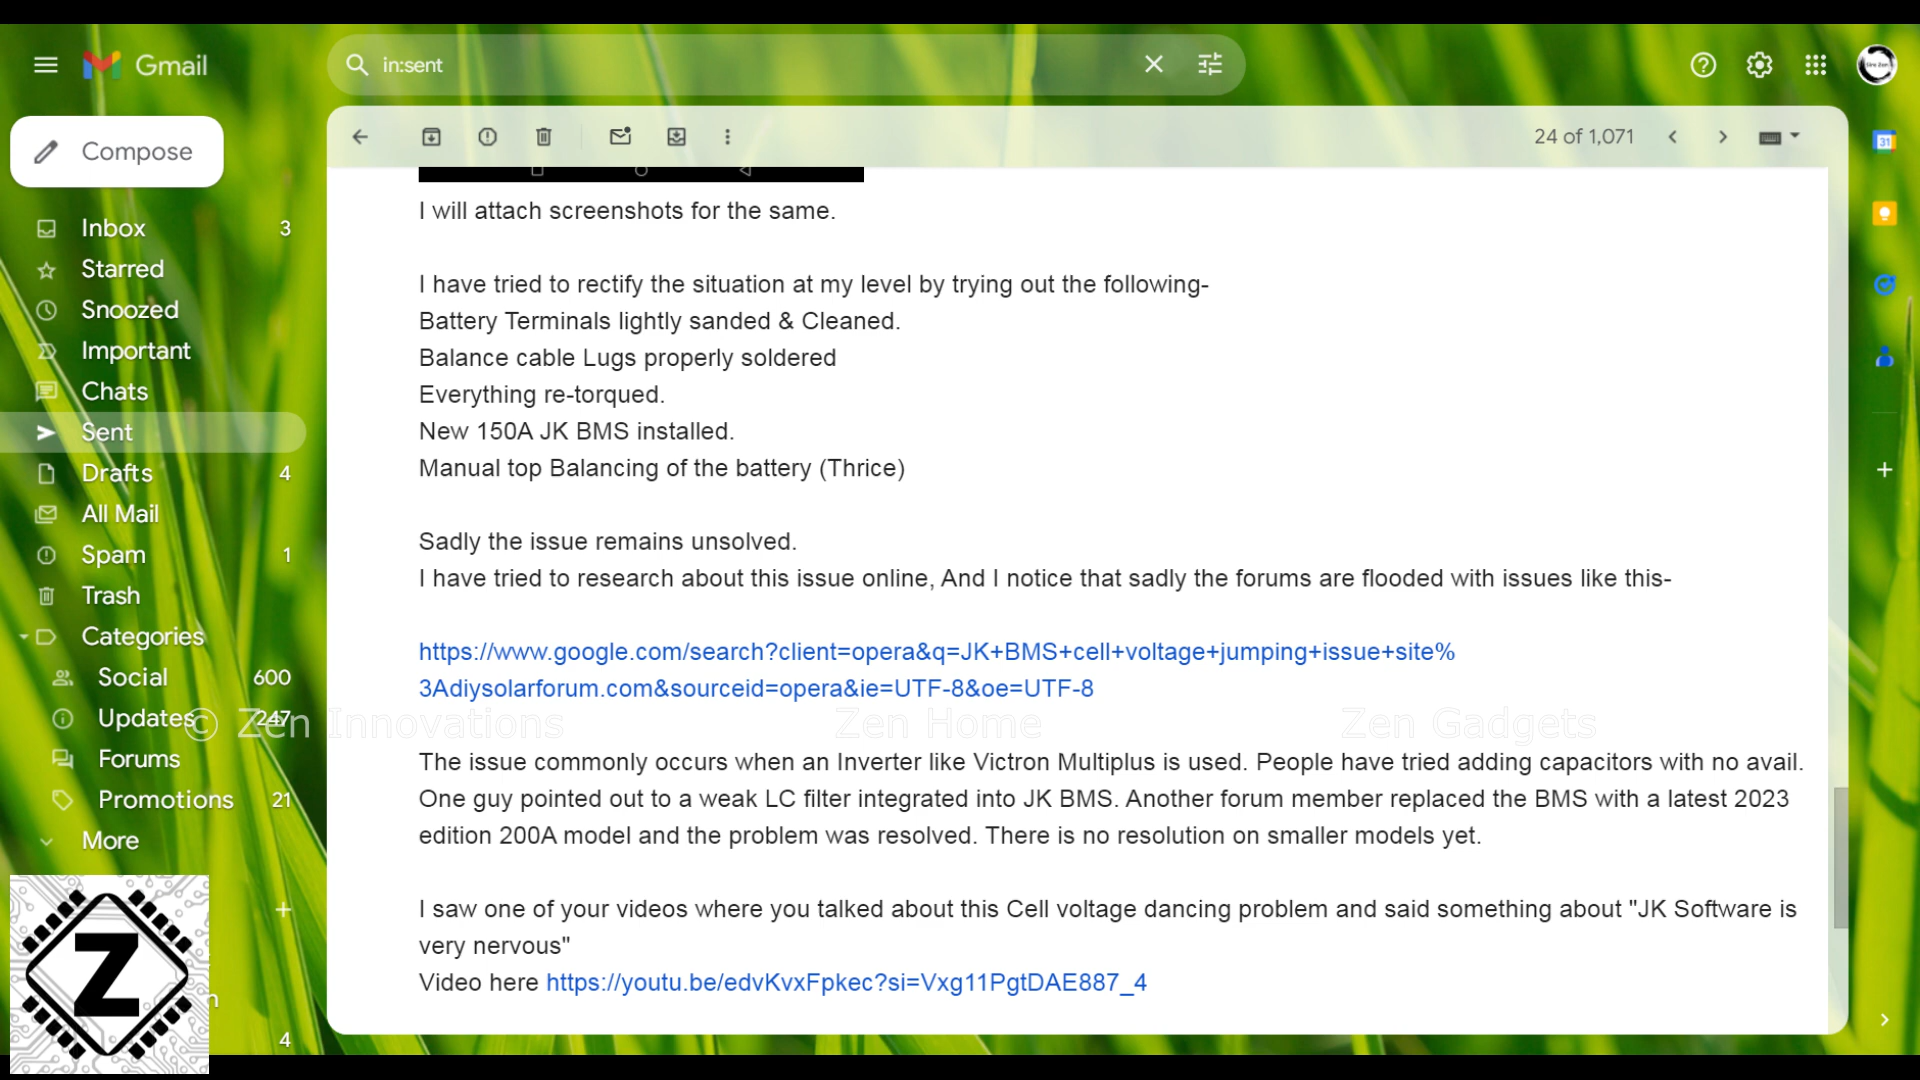 Gmail
in:sent
Compose
24 of 1,071
31
Inbox 3
Starred
Snoozed
Important
Chats
Sent
Drafts 4
All Mail
Spam 1
Trash
Categories
Social 600
Updates 247
Forums
Promotions 21
More
4
I will attach screenshots for the same.
I have tried to rectify the situation at my level by trying out the following-
Battery Terminals lightly sanded & Cleaned.
Balance cable Lugs properly soldered
Everything re-torqued.
New 150A JK BMS installed.
Manual top Balancing of the battery (Thrice)
Sadly the issue remains unsolved.
I have tried to research about this issue online, And I notice that sadly the forums are flooded with issues like this-
https://www.google.com/search?client=opera&q=JK+BMS+cell+voltage+jumping+issue+site%
3Adiysolarforum.com&sourceid=opera&ie=UTF-8&oe=UTF-8
© Zen Innovations Zen Home Zen Gadgets
The issue commonly occurs when an Inverter like Victron Multiplus is used. People have tried adding capacitors with no avail.
One guy pointed out to a weak LC filter integrated into JK BMS. Another forum member replaced the BMS with a latest 2023
edition 200A model and the problem was resolved. There is no resolution on smaller models yet.
I saw one of your videos where you talked about this Cell voltage dancing problem and said something about "JK Software is
very nervous"
Video here https://youtu.be/edvKvxFpkec?si=Vxg11PgtDAE887_4
Z